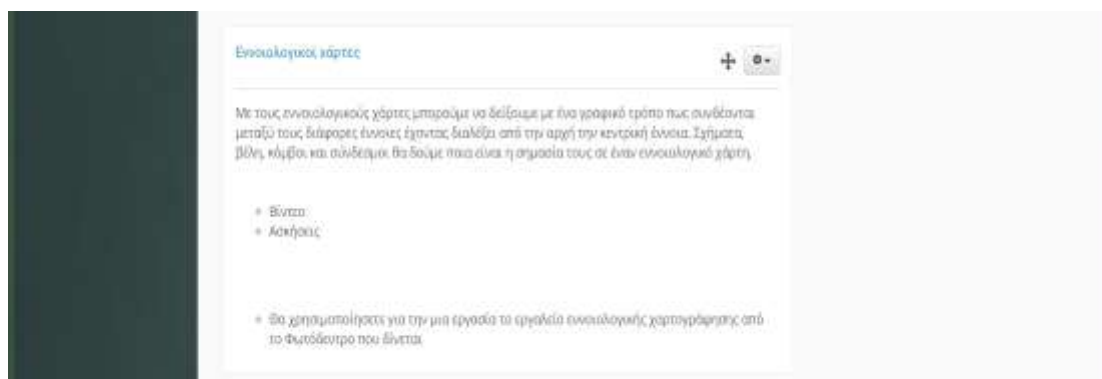 Εννοιολογικοί χάρτες
Με τους εννοιολογικούς χάρτες μπορούμε να δείξουμε με ένα γραφικό τρόπο πως συνδέονται
μεταξύ τους διάφορες έννοιες έχοντας διαλέξει από την αρχή την κεντρική έννοια. Σχήματα,
βέλη, κόμβοι και σύνδεσμοι θα δούμε ποια είναι η σημασία τους σε έναν εννοιολογικό χάρτη.
Βίντεο
Ασκήσεις
Θα χρησιμοποιήσετε για την μια εργασία το εργαλείο εννοιολογικής χαρτογράφησης από
το Φωτόδεντρο που δίνεται